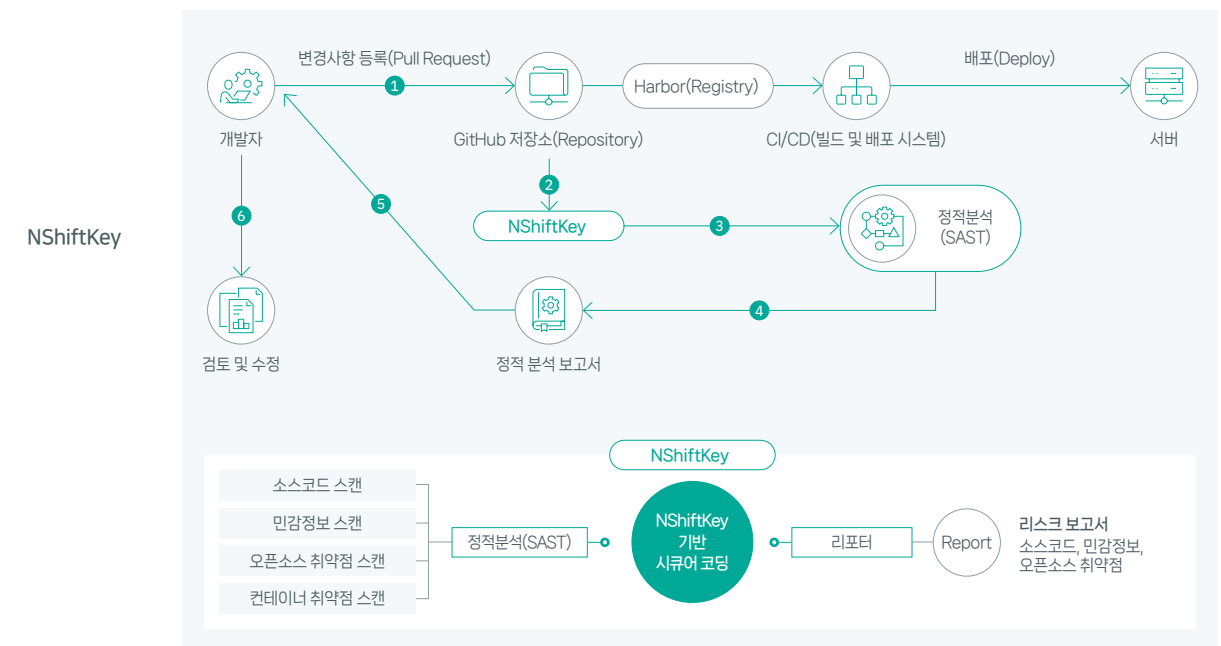 NShiftKey
변경사항 등록(Pull Request)
1
Harbor(Registry)
배포(Deploy)
개발자
GitHub 저장소(Repository)
CI/CD(빌드 및 배포 시스템)
서버
2
NShiftKey
3
정적분석
(SAST)
4
5
6
검토 및 수정
정적 분석 보고서
NShiftKey
소스코드 스캔
민감정보 스캔
오픈소스 취약점 스캔
컨테이너 취약점 스캔
정적분석(SAST)
NShiftKey
기반
시큐어 코딩
리포터
Report
리스크 보고서
소스코드, 민감정보,
오픈소스 취약점